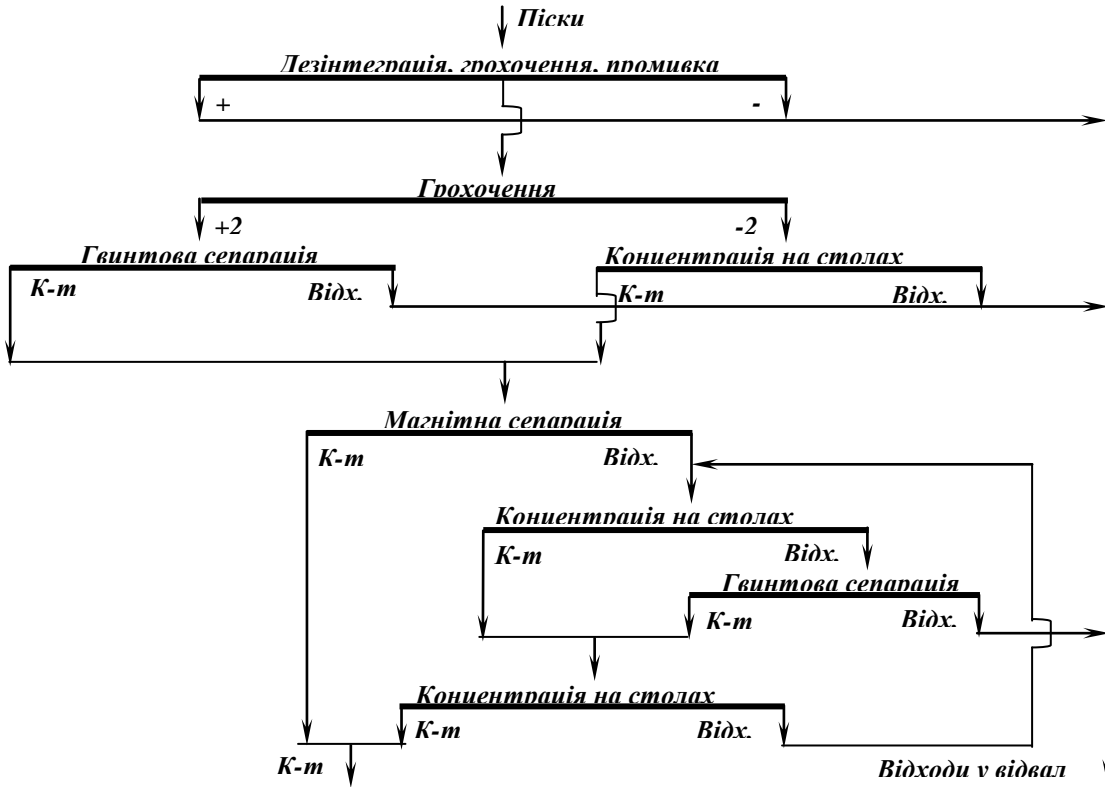 Піски
Дезінтеграція, грохочення, промивка
+
-
Грохочення
+2
-2
Гвинтова сепарація
Концентрація на столах
К-т
Відх.
К-т
Відх.
Магнітна сепарація
К-т
Відх.
Концентрація на столах
К-т
Відх.
Гвинтова сепарація
К-т
Відх.
Концентрація на столах
К-т
Відх.
К-т
Відходи у відвал